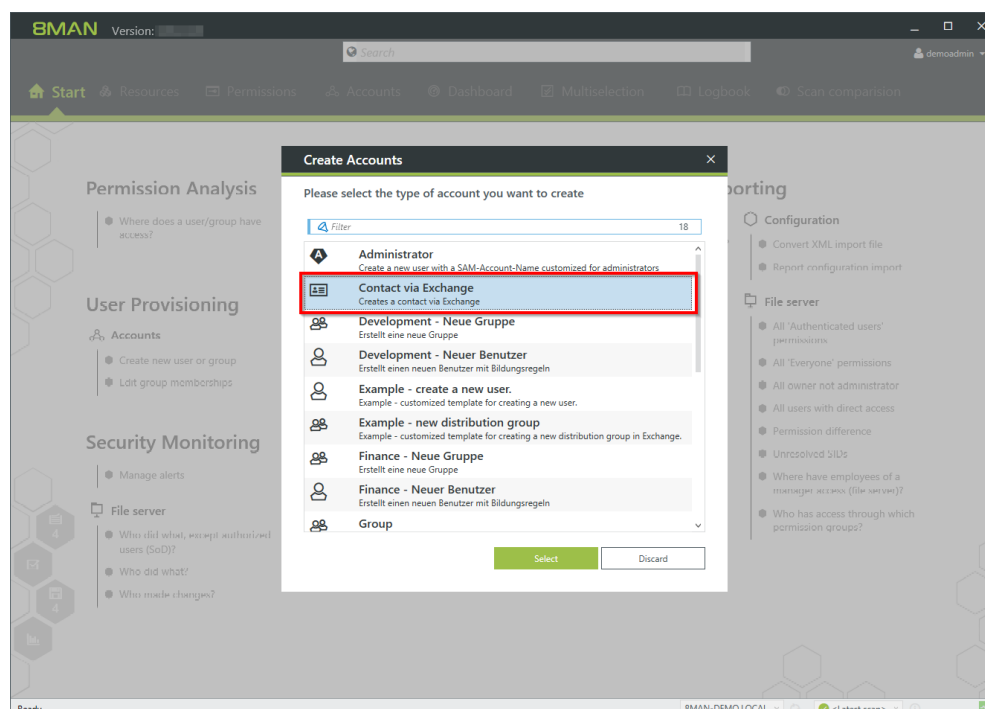 8MAN Version:
Search
demoadmin
Start Resources Permissions Accounts Dashboard Multiselection Logbook Scan comparision
Create Accounts
Please select the type of account you want to create
Filter 18
Administrator
Create a new user with a SAM-Account-Name customized for administrators
Contact via Exchange
Creates a contact via Exchange
Development - Neue Gruppe
Erstellt eine neue Gruppe
Development - Neuer Benutzer
Erstellt einen neuen Benutzer mit Bildungsregeln
Example - create a new user.
Example - customized template for creating a new user.
Example - new distribution group
Example - customized template for creating a new distribution group in Exchange.
Finance - Neue Gruppe
Erstellt eine neue Gruppe
Finance - Neuer Benutzer
Erstellt einen neuen Benutzer mit Bildungsregeln
Group
Select Discard
Permission Analysis
Where does a user/group have
access?
User Provisioning
Accounts
Create new user or group
Edit group memberships
Security Monitoring
Manage alerts
File server
Who did what, except authorized
users (SoD)?
Who did what?
Who made changes?
4
4
porting
Configuration
Convert XML import file
Report configuration import
File server
All 'Authenticated users'
permissions
All 'Everyone' permissions
All owner not administrator
All users with direct access
Permission difference
Unresolved SIDs
Where have employees of a
manager access (file server)?
Who has access through which
permission groups?
Ready 8MAN-DEMO.LOCAL <Latest scan>